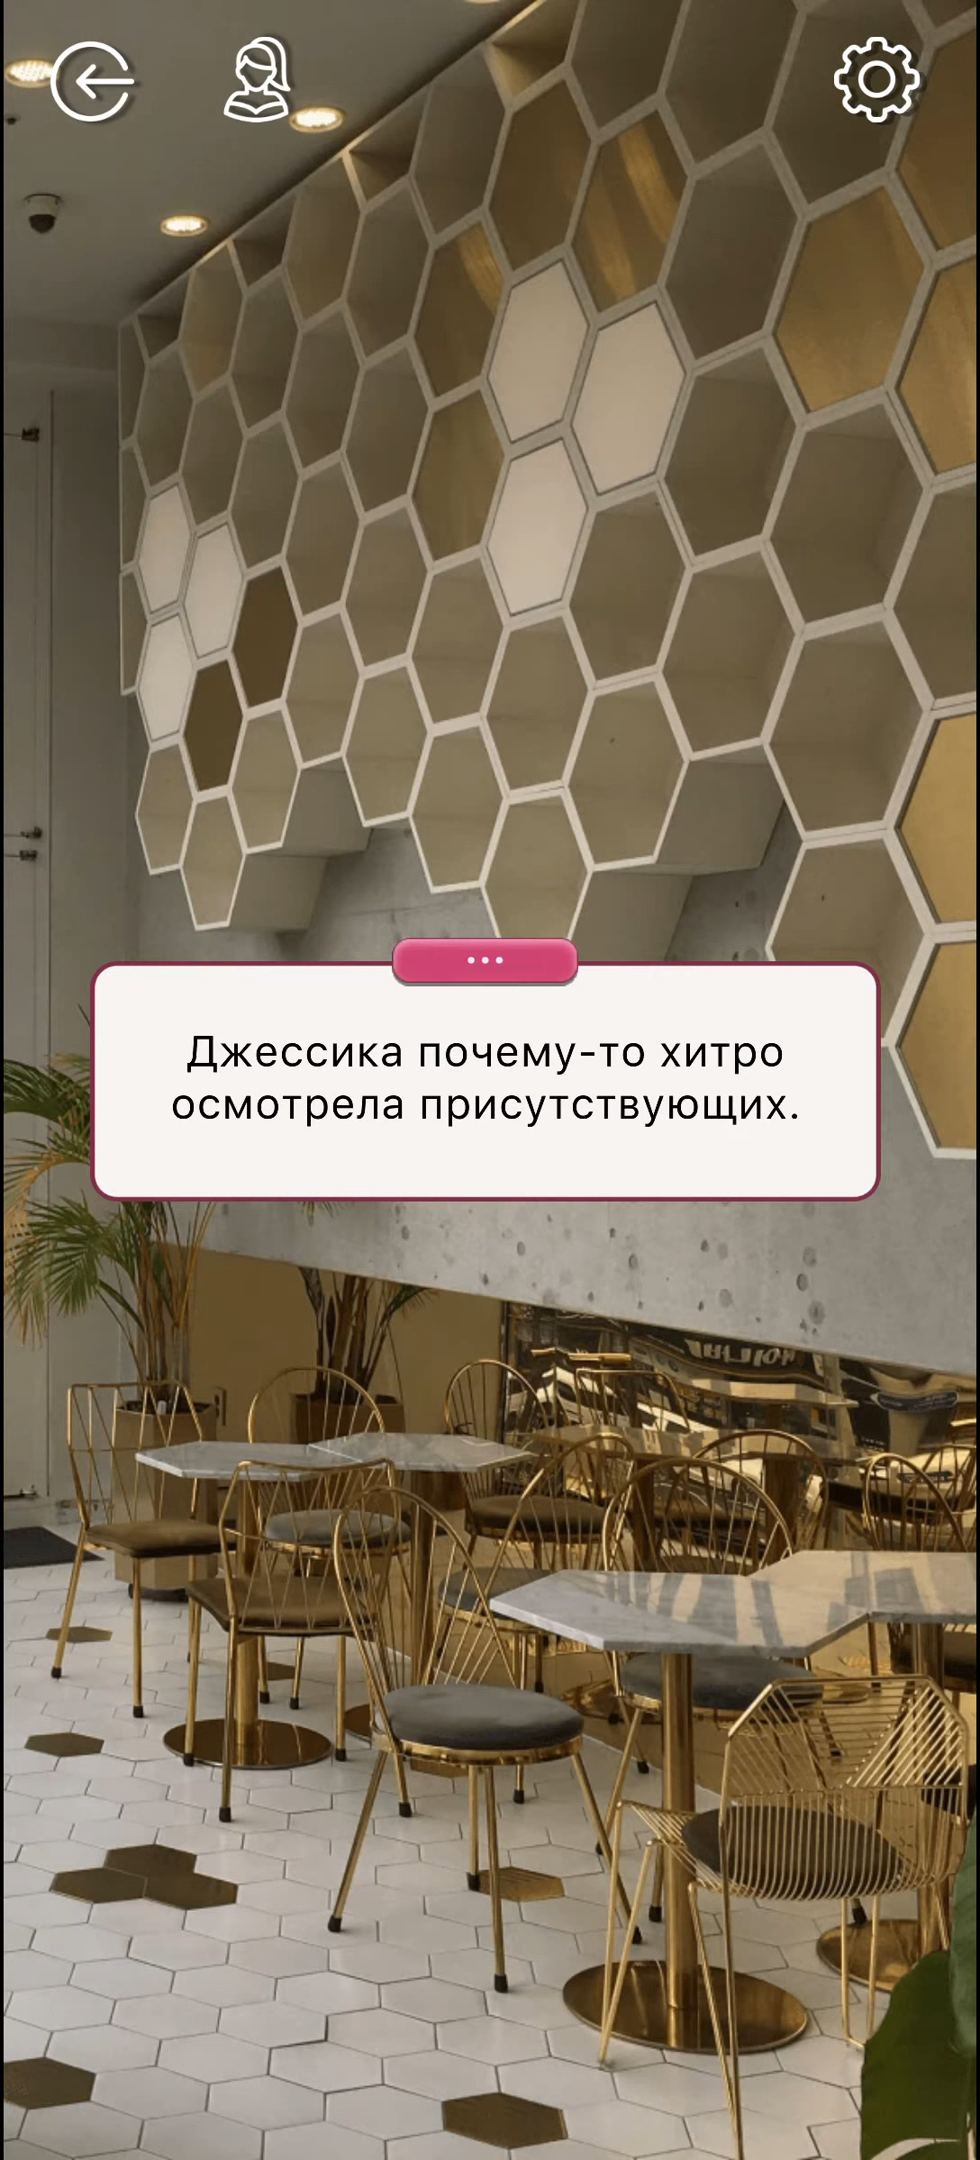 Джессика почему-то хитро
осмотрела присутствующих.